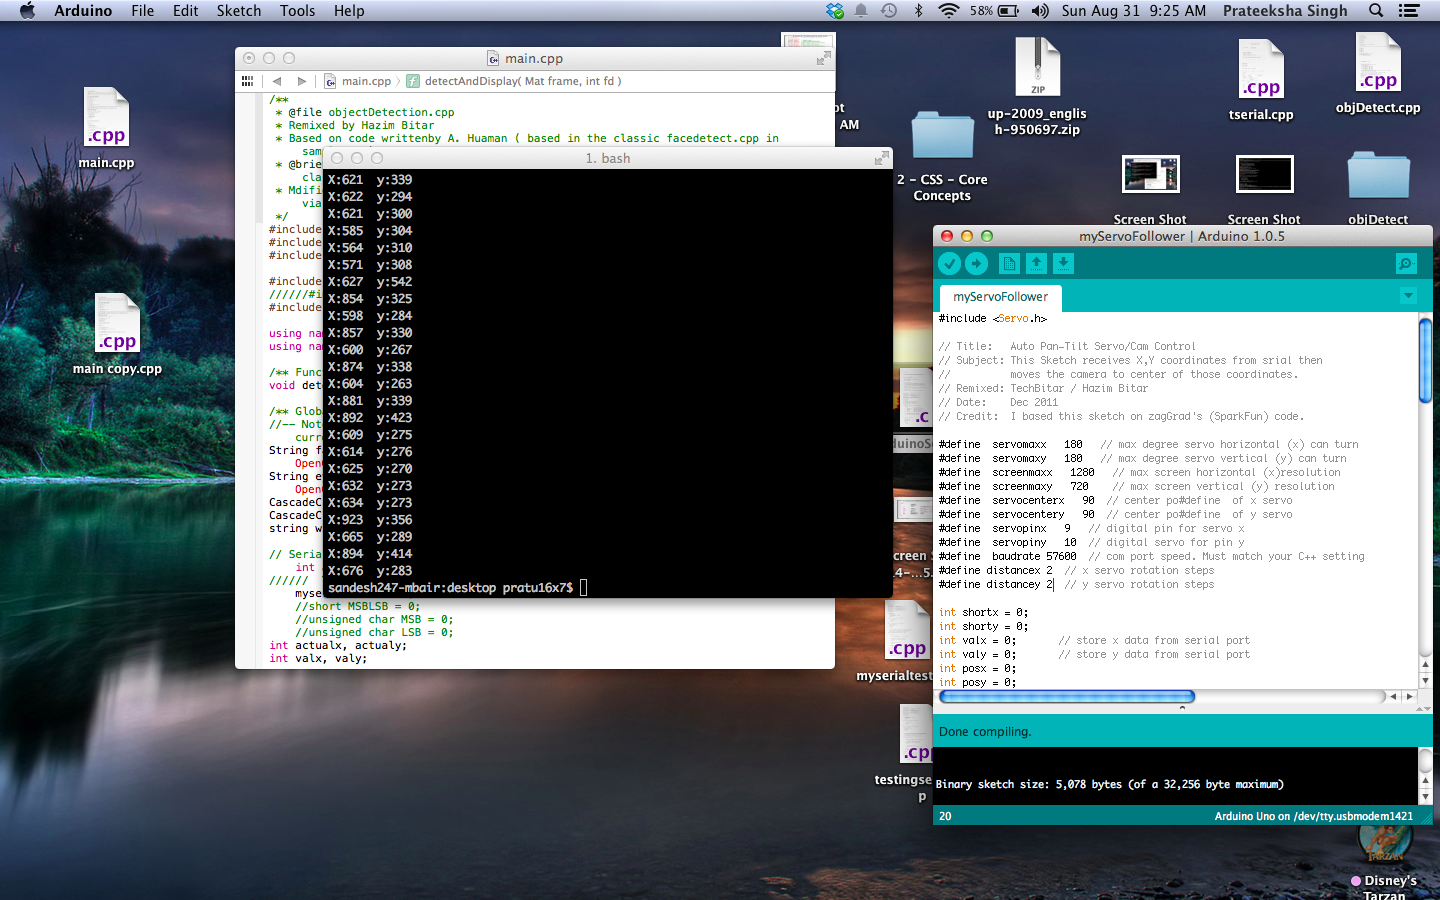 Arduino File Edit Sketch Tools Help
58% Sun Aug 31 9:25 AM Prateeksha Singh
main.cpp
main copy.cpp
main.cpp
main.cpp detectAndDisplay( Mat frame, int fd )
/**
* @file objectDetection.cpp
* Remixed by Hazim Bitar
* Based on code writtenby A. Huaman ( based in the classic facedetect.cpp in
sam
* @brie
cla
* Mdifi
via
*/
#include
#include
#include
#include
//////#i
#include
using nam
using nam
/** Func
void det
/** Glob
//-- Not
curr
String f
Open
String e
Open
CascadeC
CascadeC
string w
// Seria
int
//////
myse
//short MSBLSB = 0;
//unsigned char MSB = 0;
//unsigned char LSB = 0;
int actualx, actualy;
int valx, valy;
1. bash
X:621 y:339
X:622 y:294
X:621 y:300
X:585 y:304
X:564 y:310
X:571 y:308
X:627 y:542
X:854 y:325
X:598 y:284
X:857 y:330
X:600 y:267
X:874 y:338
X:604 y:263
X:881 y:339
X:892 y:423
X:609 y:275
X:614 y:276
X:625 y:270
X:632 y:273
X:634 y:273
X:923 y:356
X:665 y:289
X:894 y:414
X:676 y:283
sandesh247-mbair:desktop pratu16x7$
ot
AM
2 - CSS - Core
Concepts
ZIP
up-2009_englis
h-950697.zip
.cpp
tserial.cpp
.cpp
objDetect.cpp
Screen Shot
Screen Shot
objDetect
.c
duinoSe
creen S
14-...5.
.cpp
myserialtest
.cpp
testingse
p
myServoFollower | Arduino 1.0.5
myServoFollower
#include <Servo.h>
// Title: Auto Pan-Tilt Servo/Cam Control
// Subject: This Sketch receives X,Y coordinates from srial then
// moves the camera to center of those coordinates.
// Remixed: TechBitar / Hazim Bitar
// Date: Dec 2011
// Credit: I based this sketch on zagGrad's (SparkFun) code.
#define servomaxx 180 // max degree servo horizontal (x) can turn
#define servomaxy 180 // max degree servo vertical (y) can turn
#define screenmaxx 1280 // max screen horizontal (x)resolution
#define screenmaxy 720 // max screen vertical (y) resolution
#define servocenterx 90 // center po#define of x servo
#define servocentery 90 // center po#define of y servo
#define servopinx 9 // digital pin for servo x
#define servopiny 10 // digital servo for pin y
#define baudrate 57600 // com port speed. Must match your C++ setting
#define distancex 2 // x servo rotation steps
#define distancey 2 // y servo rotation steps
int shortx = 0;
int shorty = 0;
int valx = 0; // store x data from serial port
int valy = 0; // store y data from serial port
int posx = 0;
int posy = 0;
Done compiling.
Binary sketch size: 5,078 bytes (of a 32,256 byte maximum)
20 Arduino Uno on /dev/tty.usbmodem1421
TARZAN
Disney's
Tarzan